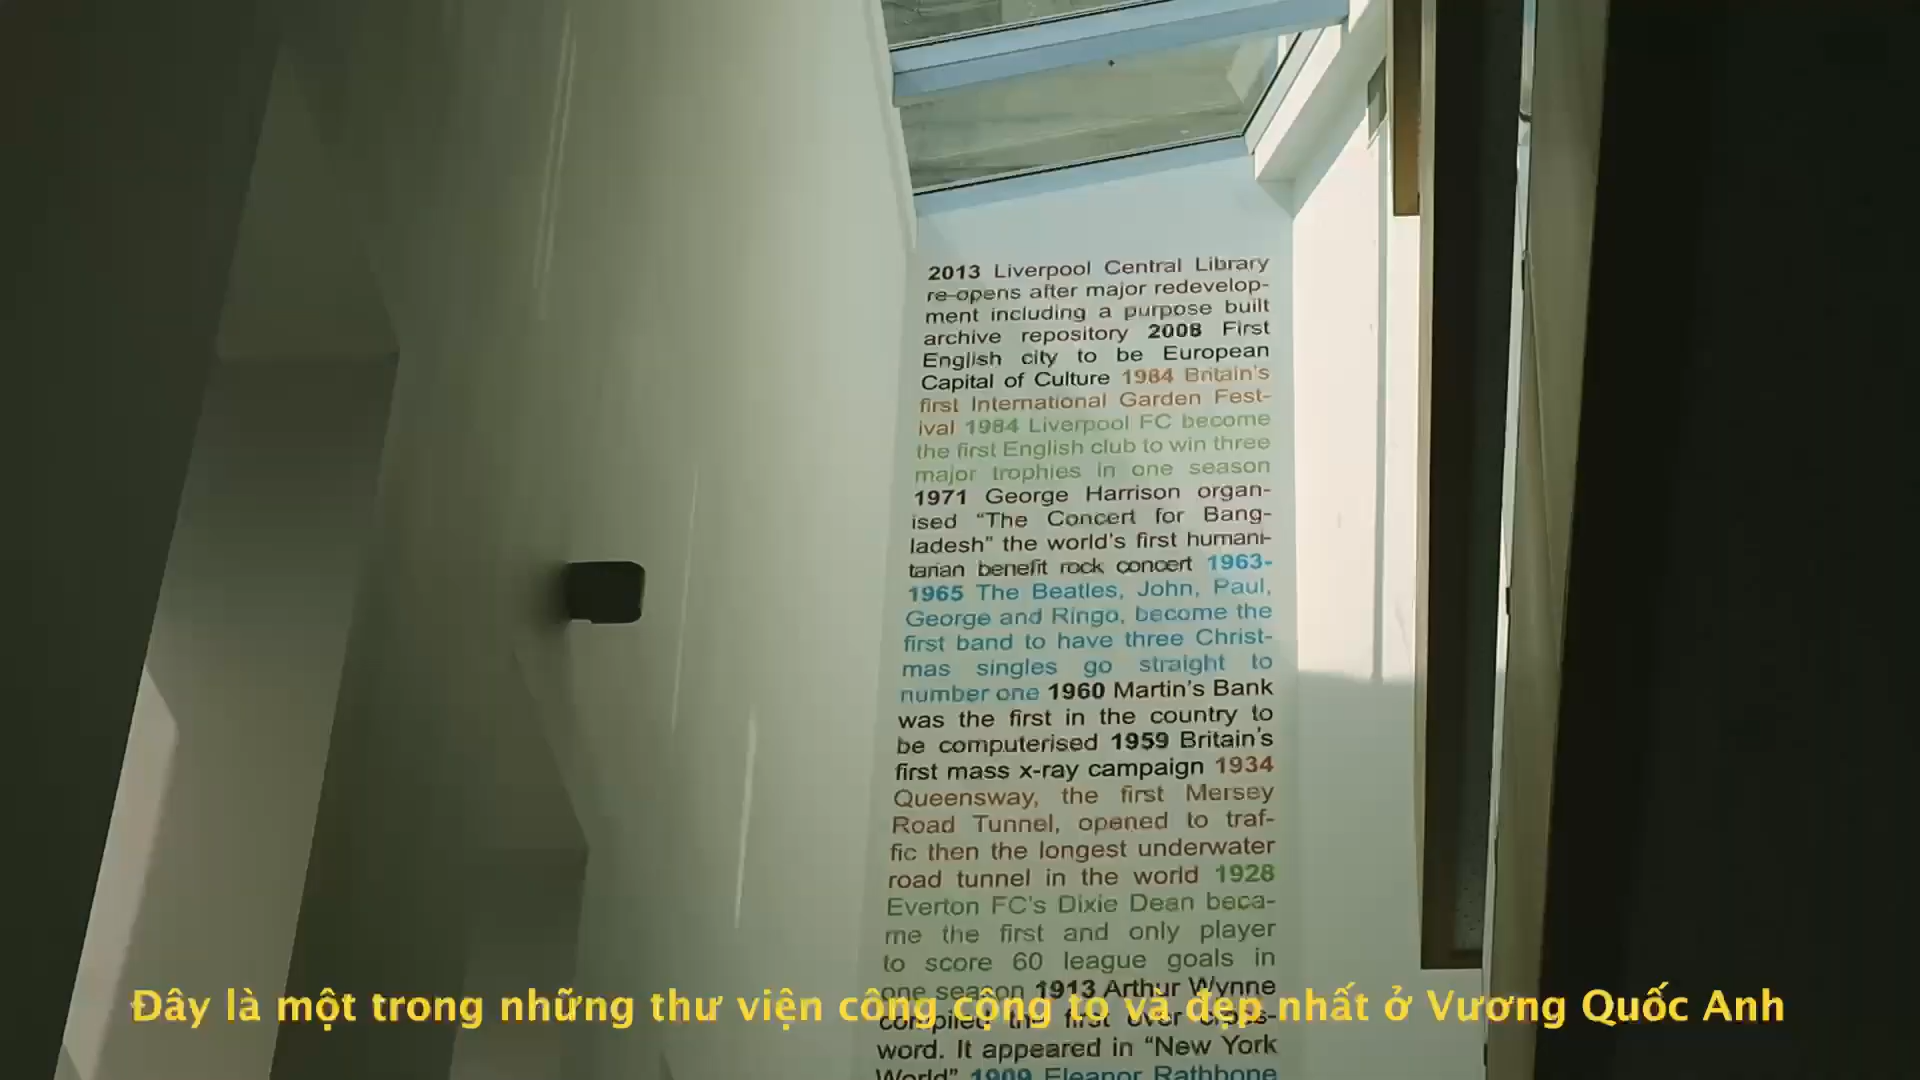 2013 Liverpool Central Library
re-opens after major redevelop-
ment including a purpose built
archive repository 2008 First
English city to be European
Capital of Culture 1984 Britain's
first International Garden Fest-
ival 1984 Liverpool FC become
the first English club to win three
major trophies in one season
1971 George Harrison organ-
ised “The Concert for Bang-
ladesh” the world's first humani-
tarian benefit rock concert 1963-
1965 The Beatles, John, Paul,
George and Ringo, become the
first band to have three Christ-
mas singles go straight to
number one 1960 Martin's Bank
was the first in the country to
be computerised 1959 Britain's
first mass x-ray campaign 1934
Queensway, the first Mersey
Road Tunnel, opened to traf-
fic then the longest underwater
road tunnel in the world 1928
Everton FC's Dixie Dean beca-
me the first and only player
to score 60 league goals in
one season 1913 Arthur Wynne
compiled the first ever cross-
word. It appeared in “New York
World” 1909 Eleanor Rathbone
Đây là một trong những thư viện công cộng to và đẹp nhất ở Vương Quốc Anh